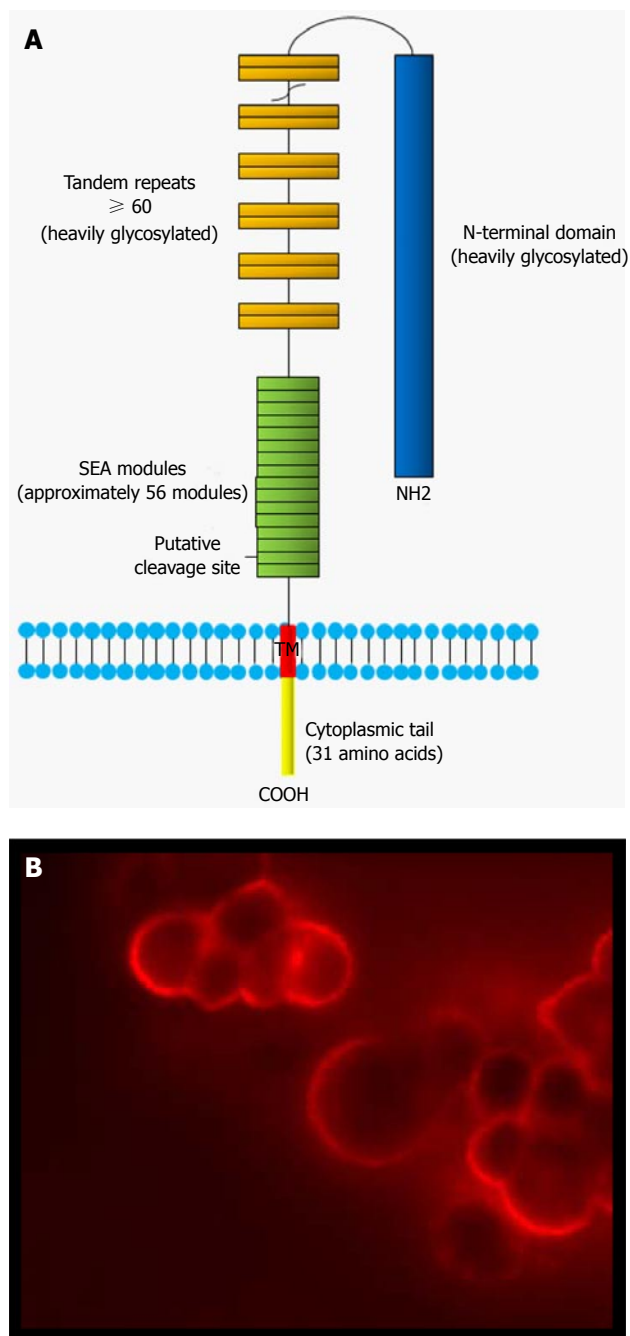 A
Tandem repeats
⩾ 60
(heavily glycosylated)
N-terminal domain
(heavily glycosylated)
NH2
SEA modules
(approximately 56 modules)
Putative
cleavage site
TM
Cytoplasmic tail
(31 amino acids)
COOH
B